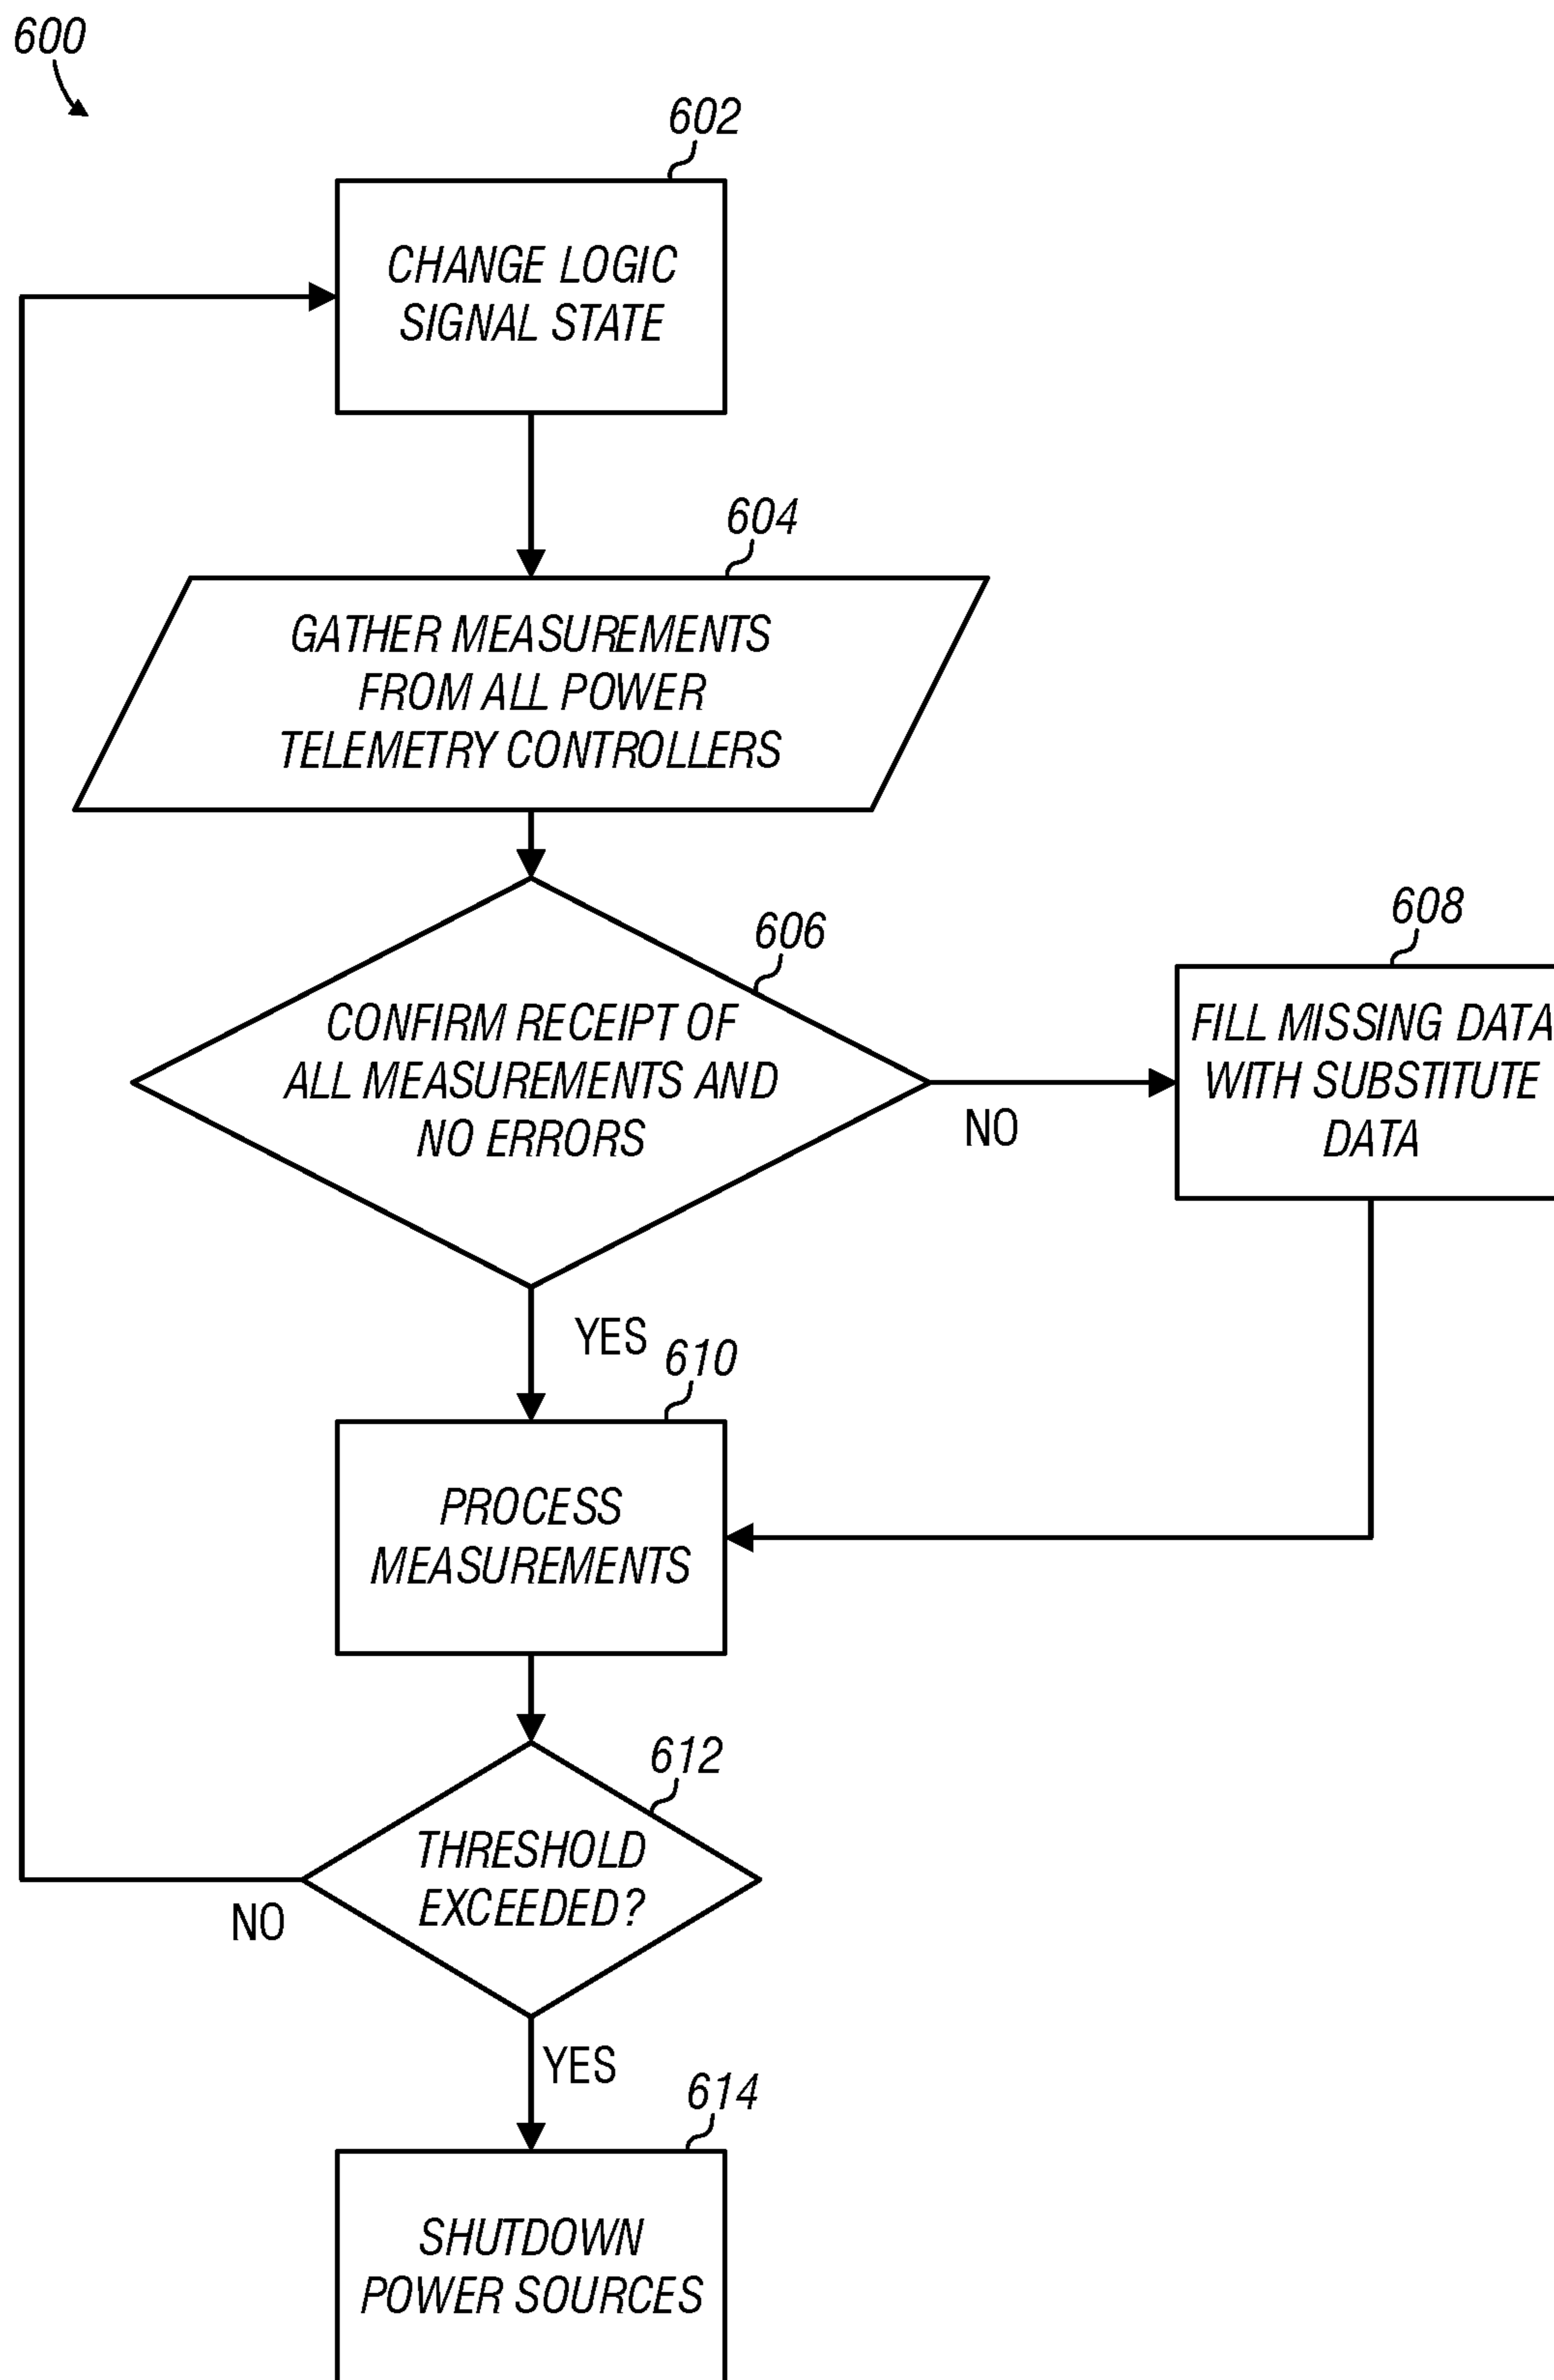 600
602
CHANGE LOGIC
SIGNAL STATE
604
GATHER MEASUREMENTS
FROM ALL POWER
TELEMETRY CONTROLLERS
606
CONFIRM RECEIPT OF
ALL MEASUREMENTS AND
NO ERRORS
NO
608
FILL MISSING DATA
WITH SUBSTITUTE
DATA
YES
610
PROCESS
MEASUREMENTS
612
THRESHOLD
EXCEEDED?
NO
YES
614
SHUTDOWN
POWER SOURCES